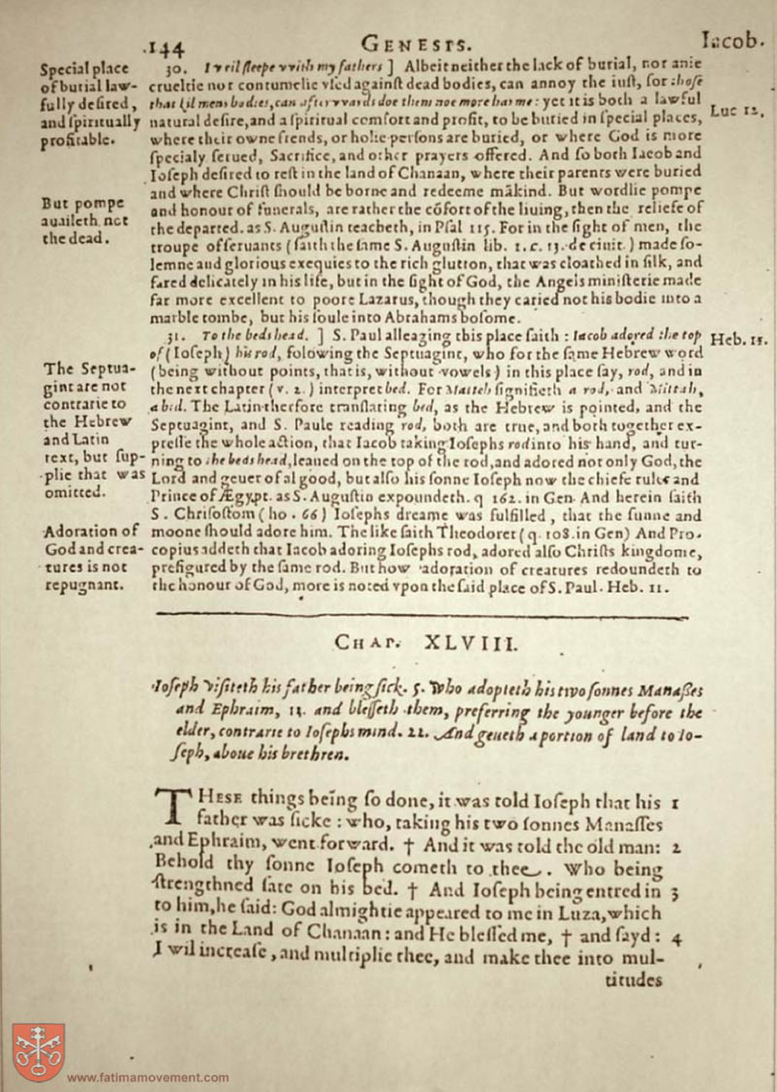 144 GENESIS. Iacob.
Special place
of burial law-
fully desired,
and spiritually
profitable.
30. I vvil sleepe vvith my fathers ] Albeit neither the lack of burial, nor anie
crueltie nor contumelie vsed against dead bodies, can annoy the iust, for those
that kil mens bodies, can aftervvards doe them noe more harme: yet it is both a lawful
natural desire, and a spiritual comfort and profit, to be buried in special places,
Luc 12.
where their owne frends, or holie persons are buried, or where God is more
specialy serued, Sacrifice, and other prayers offered. And so both Iacob and
Ioseph desired to rest in the land of Chanaan, where their parents were buried
and where Christ should be borne and redeeme mākind. But wordlie pompe
But pompe
auaileth not
the dead.
and honour of funerals, are rather the cōfort of the liuing, then the reliefe of
the departed. as S. Augustin teacheth, in Psal 115. For in the sight of men, the
troupe of seruants ( saith the same S. Augustin lib. 1. c. 13. de ciuit. ) made so-
lemne and glorious exequies to the rich glutton, that was cloathed in silk, and
fared delicately in his life, but in the sight of God, the Angels ministerie made
far more excellent to poore Lazarus, though they caried not his bodie into a
marble tombe, but his soule into Abrahams bosome.
31. To the beds head. ] S. Paul alleaging this place saith : Iacob adored the top
Heb. 11.
of ( Ioseph ) his rod, folowing the Septuagint, who for the same Hebrew word
The Septua-
gint are not
contrarie to
the Hebrew
and Latin
text, but sup-
plie that was
omitted.
(being without points, that is, without vowels ) in this place say, rod, and in
the next chapter ( v. 2. ) interpret bed. For Matteh signifieth a rod, and Mittah,
a bed. The Latin therfore translating bed, as the Hebrew is pointed, and the
Septuagint, and S. Paule reading rod, both are true, and both together ex-
presse the whole action, that Iacob taking Iosephs rod into his hand, and tur-
ning to the beds head, leaned on the top of the rod, and adored not only God, the
Lord and geuer of al good, but also his sonne Ioseph now the chiefe ruler and
Prince of Ægypt. as S. Augustin expoundeth. q 162. in Gen. And herein saith
S. Chrisostom ( ho. 66 ) Iosephs dreame was fulfilled, that the sunne and
Adoration of
God and crea-
tures is not
repugnant.
moone should adore him. The like saith Theodoret ( q. 108. in Gen) And Pro-
copius addeth that Iacob adoring Iosephs rod, adored also Christs kingdome,
prefigured by the same rod. But how adoration of creatures redoundeth to
the honour of God, more is noted vpon the said place of S. Paul. Heb. 11.
CHAP. XLVIII.
Ioseph visiteth his father being sick. 5. Who adopteth his two sonnes Manasses
and Ephraim, 13. and blesseth them, preferring the younger before the
elder, contrarie to Iosephs mind. 22. And geueth a portion of land to Io-
seph, aboue his brethren.
THESE things being so done, it was told Ioseph that his 1
father was sicke : who, taking his two sonnes Manasses
and Ephraim, went forward. † And it was told the old man: 2
Behold thy sonne Ioseph cometh to thee. Who being
strengthned sate on his bed. † And Ioseph being entred in 3
to him, he said: God almightie appeared to me in Luza, which
is in the Land of Chanaan : and He blessed me, † and sayd : 4
I wil increase, and multiplie thee, and make thee into mul-
titudes
www.fatimamovement.com